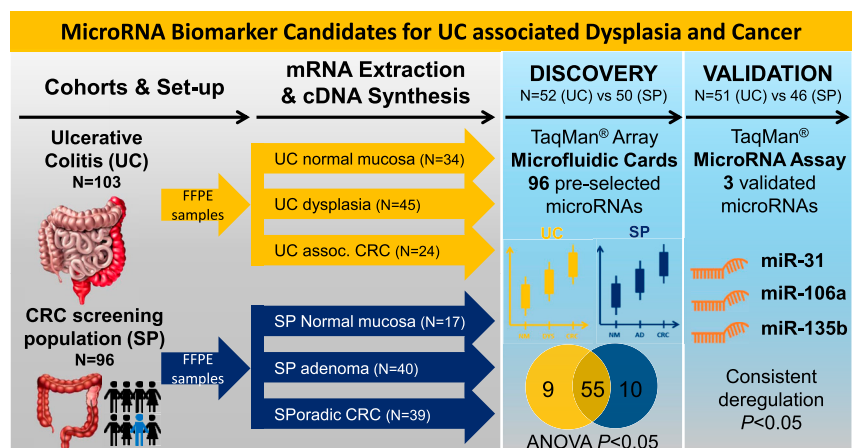 MicroRNA Biomarker Candidates for UC associated Dysplasia and Cancer
Cohorts & Set-up
mRNA Extraction
& cDNA Synthesis
DISCOVERY
N=52 (UC) vs 50 (SP)
VALIDATION
N=51 (UC) vs 46 (SP)
Ulcerative
Colitis (UC)
N=103
FFPE
samples
UC normal mucosa (N=34)
UC dysplasia (N=45)
UC assoc. CRC (N=24)
CRC screening
population (SP)
N=96
FFPE
samples
SP Normal mucosa (N=17)
SP adenoma (N=40)
SPoradic CRC (N=39)
TaqMan® Array
Microfluidic Cards
96 pre-selected
microRNAs
UC
SP
NM AD CRC
9 55 10
ANOVA P<0.05
TaqMan®
MicroRNA Assay
3 validated
microRNAs
miR-31
miR-106a
miR-135b
Consistent
deregulation
P<0.05